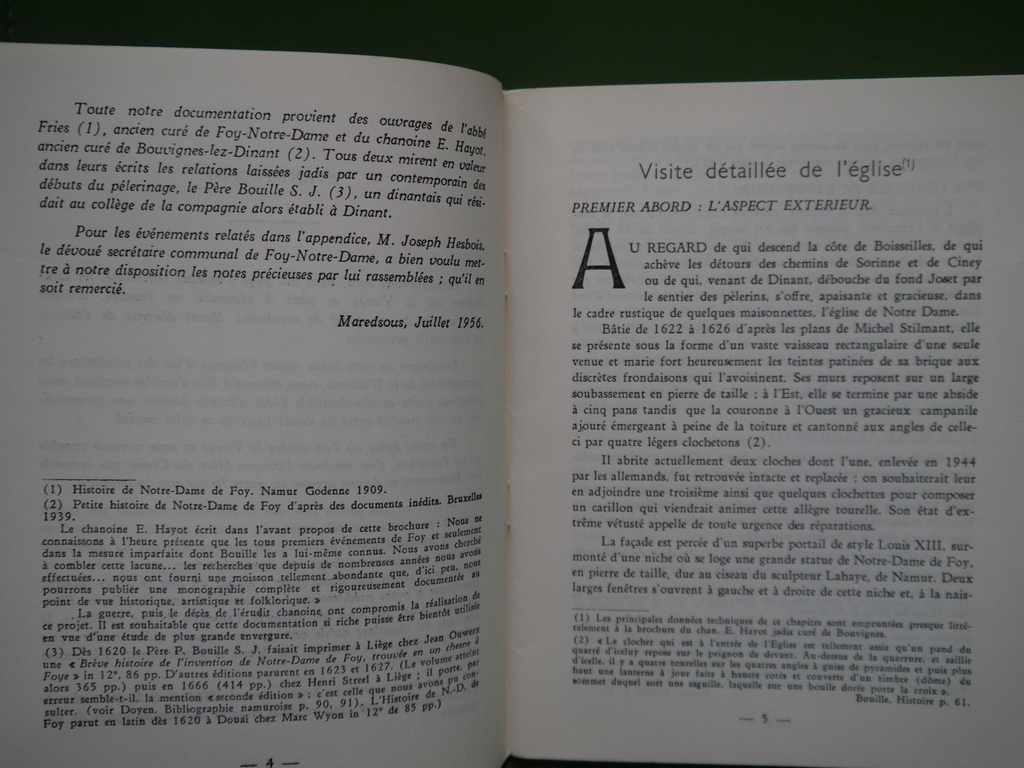 Toute notre documentation provient des ouvrages de l'abbé
Fries (1), ancien curé de Foy-Notre-Dame et du chanoine E. Hayot,
ancien curé de Bouvignes-lez-Dinant (2). Tous deux mirent en valeur
dans leurs écrits les relations laissées jadis par un contemporain des
débuts du pélerinage, le Père Bouille S. J. (3), un dinantais qui rési-
dait au collège de la compagnie alors établi à Dinant.
Pour les événements relatés dans l'appendice, M. Joseph Hesbois,
le dévoué secrétaire communal de Foy-Notre-Dame, a bien voulu met-
tre à notre disposition les notes précieuses par lui rassemblées ; qu'il en
soit remercié.
Maredsous, Juillet 1956.
(1) Histoire de Notre-Dame de Foy. Namur Godenne 1909.
(2) Petite histoire de Notre-Dame de Foy d'après des documents inédits. Bruxelles
1939.
Le chanoine E. Hayot écrit dans l'avant propos de cette brochure : Nous ne
connaissons à l'heure présente que les tous premiers événements de Foy et seulement
dans la mesure imparfaite dont Bouille les a lui-même connus. Nous avons cherché
à combler cette lacune... les recherches que depuis de nombreuses années nous avons
effectuées... nous ont fourni une moisson tellement abondante que, d'ici peu, nous
pourrons publier une monographie complète et rigoureusement documentée au
point de vue historique, artistique et folklorique. »
La guerre, puis le décès de l'érudit chanoine ont compromis la réalisation de
ce projet. Il est souhaitable que cette documentation si riche puisse être bientôt utilisée
en vue d'une étude de plus grande envergure.
(3) Dès 1620 le Père P. Bouille S. J. faisait imprimer à Liège chez Jean Ouwerx
une « Brève histoire de l'invention de Notre-Dame de Foy, trouvée en un chesne à
Foye » in 12°, 86 pp. D'autres éditions parurent en 1623 et 1627. (Le volume atteint
alors 365 pp.) puis en 1666 (414 pp.) chez Henri Streel à Liège ; il porte, par
erreur semble-t-il, la mention « seconde édition » : c'est celle que nous avons pu con-
sulter. (voir Doyen, Bibliographie namuroise p. 90, 91). L'Histoire de N.-D. de
Foy parut en latin dès 1620 à Douai chez Marc Wyon in 12° de 85 pp.)
— 4 —
Visite détaillée de l'église(1)
PREMIER ABORD : L'ASPECT EXTERIEUR.
AU REGARD de qui descend la côte de Boisseilles, de qui
achève les détours des chemins de Sorinne et de Ciney
ou de qui, venant de Dinant, débouche du fond Joset par
le sentier des pèlerins, s'offre, apaisante et gracieuse, dans
le cadre rustique de quelques maisonnettes, l'église de Notre Dame.
Bâtie de 1622 à 1626 d'après les plans de Michel Stilmant, elle
se présente sous la forme d'un vaste vaisseau rectangulaire d'une seule
venue et marie fort heureusement les teintes patinées de sa brique aux
discrètes frondaisons qui l'avoisinent. Ses murs reposent sur un large
soubassement en pierre de taille ; à l'Est, elle se termine par une abside
à cinq pans tandis que la couronne à l'Ouest un gracieux campanile
ajouré émergeant à peine de la toiture et cantonné aux angles de celle-
ci par quatre légers clochetons (2).
Il abrite actuellement deux cloches dont l'une, enlevée en 1944
par les allemands, fut retrouvée intacte et replacée ; on souhaiterait leur
en adjoindre une troisième ainsi que quelques clochettes pour composer
un carillon qui viendrait animer cette allègre tourelle. Son état d'ex-
trême vétusté appelle de toute urgence des réparations.
La façade est percée d'un superbe portail de style Louis XIII, sur-
monté d'une niche où se loge une grande statue de Notre-Dame de Foy,
en pierre de taille, due au ciseau du sculpteur Lahaye, de Namur. Deux
larges fenêtres s'ouvrent à gauche et à droite de cette niche et, à la nais-
(1) Les principales données techniques de ce chapitre sont empruntées presque litté-
ralement à la brochure du chan. E. Hayot jadis curé de Bouvignes.
(2) « Le clocher qui est à l'entrée de l'Eglise est tellement assis qu'un pand du
quarré d'iceluy repose sur le peignon de devant. Au-dessus de la quarrure, et saillie
d'icelle, il y a quatre tourelles sur les quatre angles à guise de pyramides et puis plus
haut une lanterne à jour faite à haucts cotés et couverte d'un timbre (dôme) du
sommet duquel sort une esguille, laquelle sur une boulle dorée porte la croix ».
Bouille. Histoire p. 61.
— 5 —